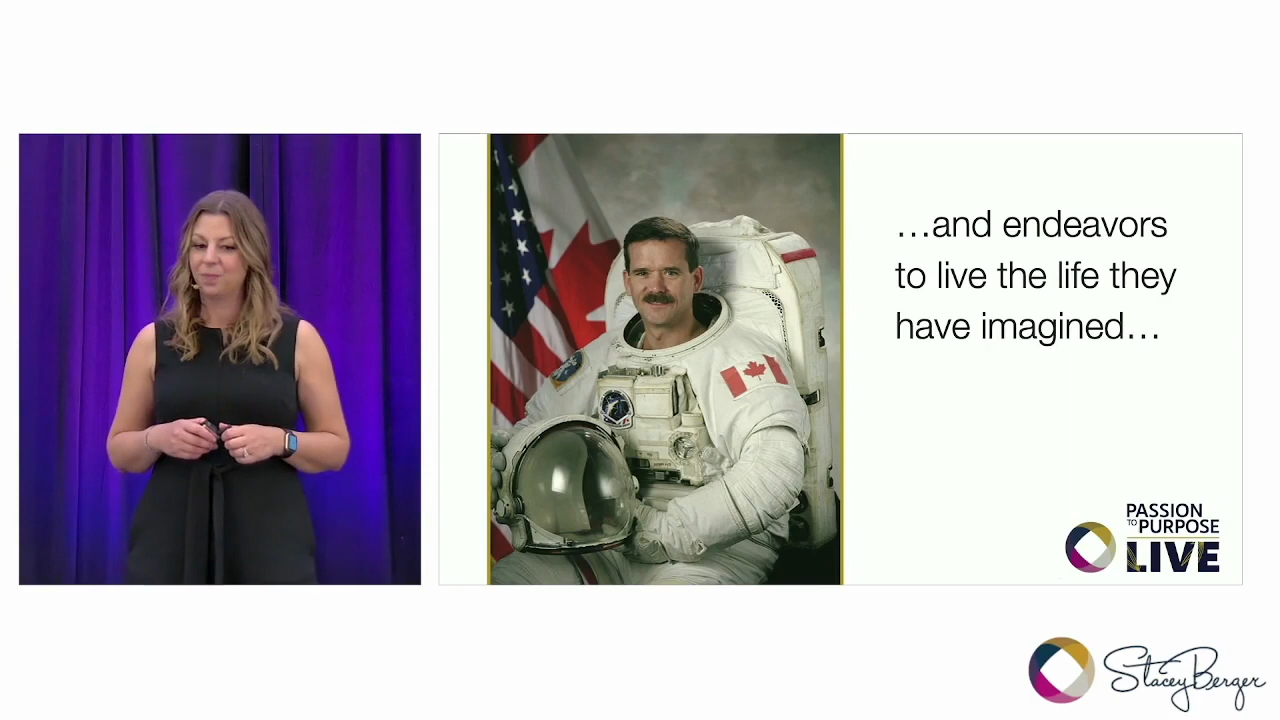 …and endeavors
to live the life they
have imagined…
PASSION
TO PURPOSE
LIVE
Stacey Berger